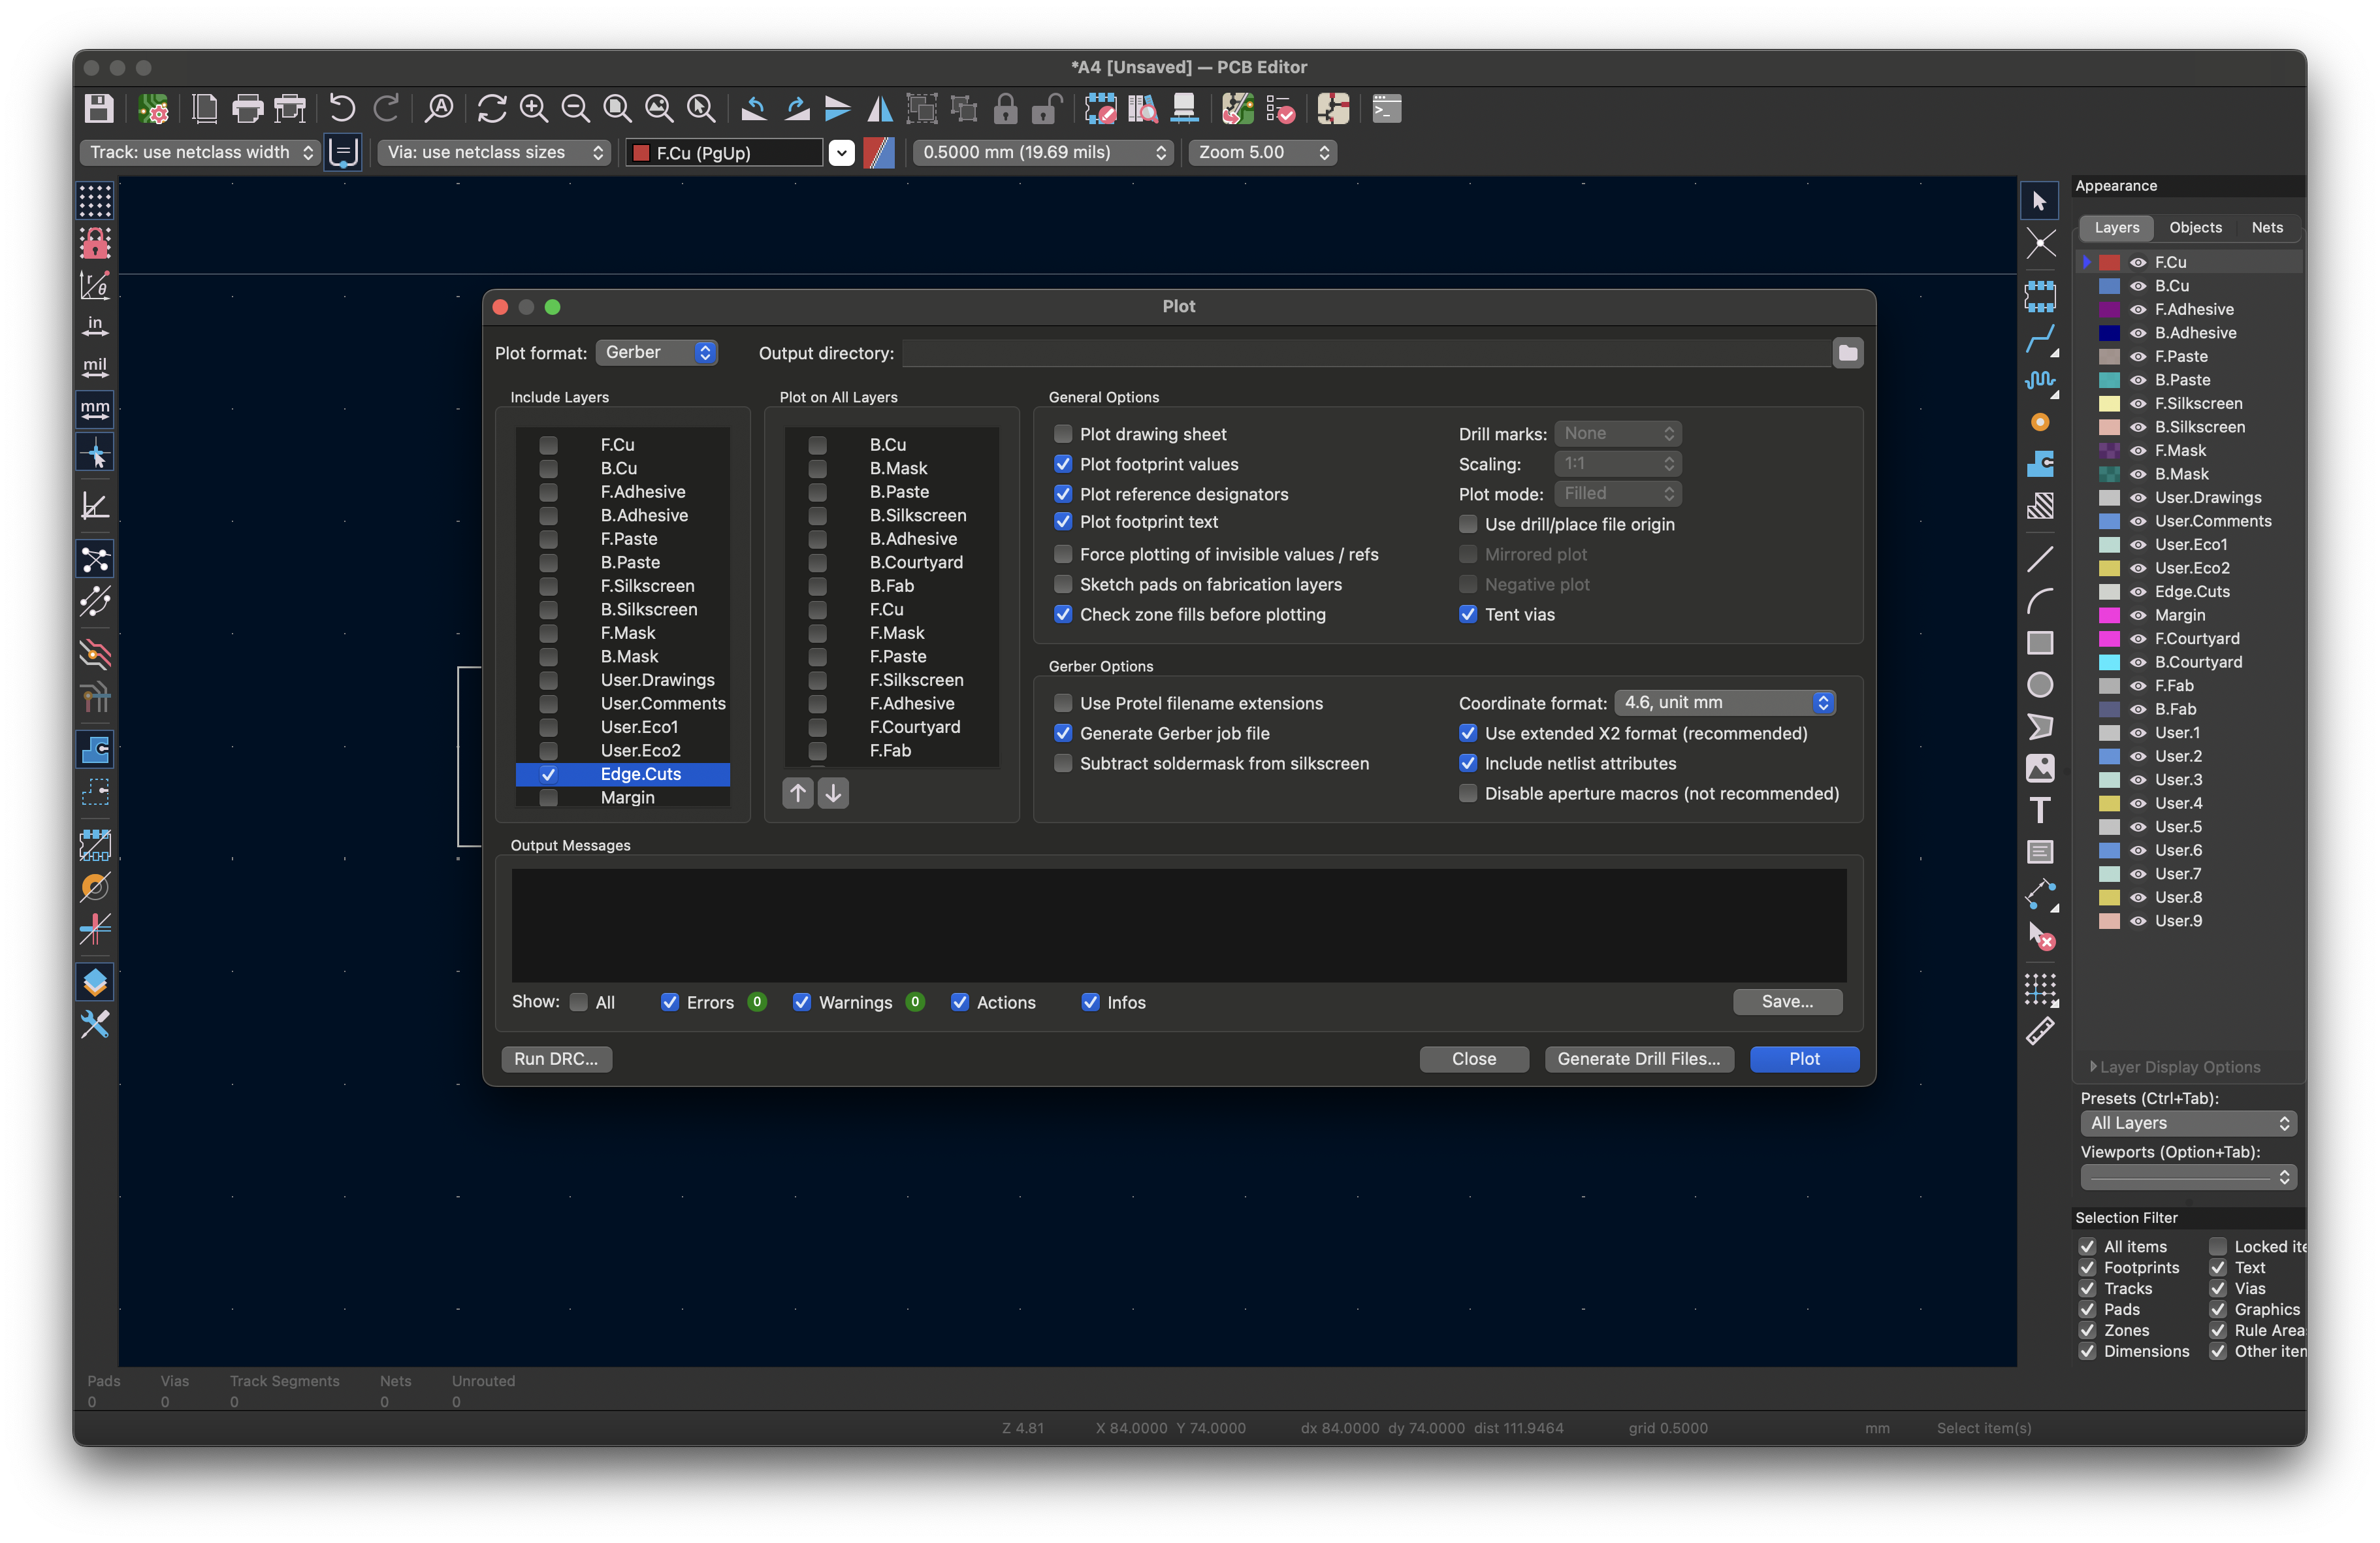 *A4 [Unsaved] — PCB Editor
Track: use netclass width
Via: use netclass sizes
F.Cu (PgUp)
0.5000 mm (19.69 mils)
Zoom 5.00
in
mil
mm
Plot
Plot format: Gerber
Output directory:
Include Layers
F.Cu
B.Cu
F.Adhesive
B.Adhesive
F.Paste
B.Paste
F.Silkscreen
B.Silkscreen
F.Mask
B.Mask
User.Drawings
User.Comments
User.Eco1
User.Eco2
Edge.Cuts
Margin
Plot on All Layers
B.Cu
B.Mask
B.Paste
B.Silkscreen
B.Adhesive
B.Courtyard
B.Fab
F.Cu
F.Mask
F.Paste
F.Silkscreen
F.Adhesive
F.Courtyard
F.Fab
General Options
Plot drawing sheet
Plot footprint values
Plot reference designators
Plot footprint text
Force plotting of invisible values / refs
Sketch pads on fabrication layers
Check zone fills before plotting
Drill marks: None
Scaling: 1:1
Plot mode: Filled
Use drill/place file origin
Mirrored plot
Negative plot
Tent vias
Gerber Options
Use Protel filename extensions
Generate Gerber job file
Subtract soldermask from silkscreen
Coordinate format: 4.6, unit mm
Use extended X2 format (recommended)
Include netlist attributes
Disable aperture macros (not recommended)
Output Messages
Show: All Errors 0 Warnings 0 Actions Infos Save...
Run DRC... Close Generate Drill Files... Plot
Appearance
Layers Objects Nets
F.Cu
B.Cu
F.Adhesive
B.Adhesive
F.Paste
B.Paste
F.Silkscreen
B.Silkscreen
F.Mask
B.Mask
User.Drawings
User.Comments
User.Eco1
User.Eco2
Edge.Cuts
Margin
F.Courtyard
B.Courtyard
F.Fab
B.Fab
User.1
User.2
User.3
User.4
User.5
User.6
User.7
User.8
User.9
Layer Display Options
Presets (Ctrl+Tab):
All Layers
Viewports (Option+Tab):
Selection Filter
All items Locked ite
Footprints Text
Tracks Vias
Pads Graphics
Zones Rule Area
Dimensions Other iten
Pads Vias Track Segments Nets Unrouted
0 0 0 0 0
Z 4.81 X 84.0000 Y 74.0000 dx 84.0000 dy 74.0000 dist 111.9464 grid 0.5000 mm Select item(s)